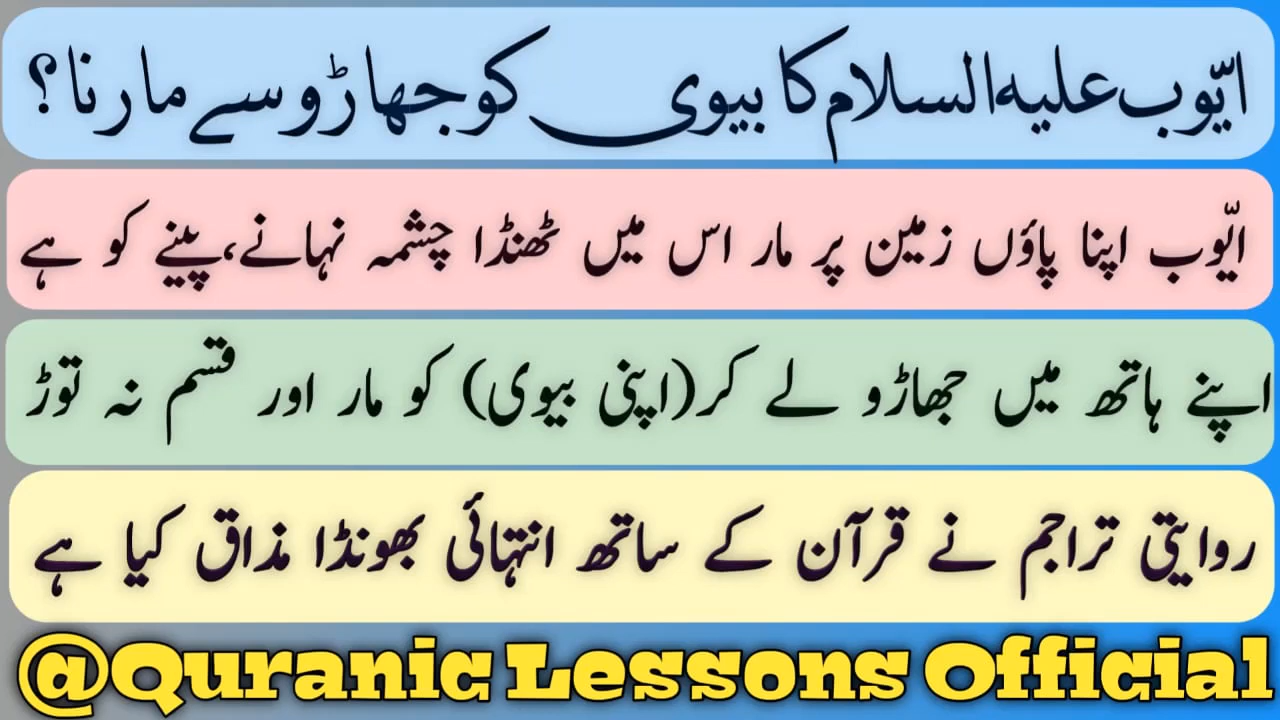 ایّوب علیہ السلام کا بیوی کو جھاڑو سے مارنا؟
ایّوب اپنا پاؤں زمین پر مار اس میں ٹھنڈا چشمہ نہانے،پینے کو ہے
اپنے ہاتھ میں جھاڑو لے کر(اپنی بیوی) کو مار اور قسم نہ توڑ
روایتی تراجم نے قرآن کے ساتھ انتہائی بھونڈا مذاق کیا ہے
@Quranic Lessons Official